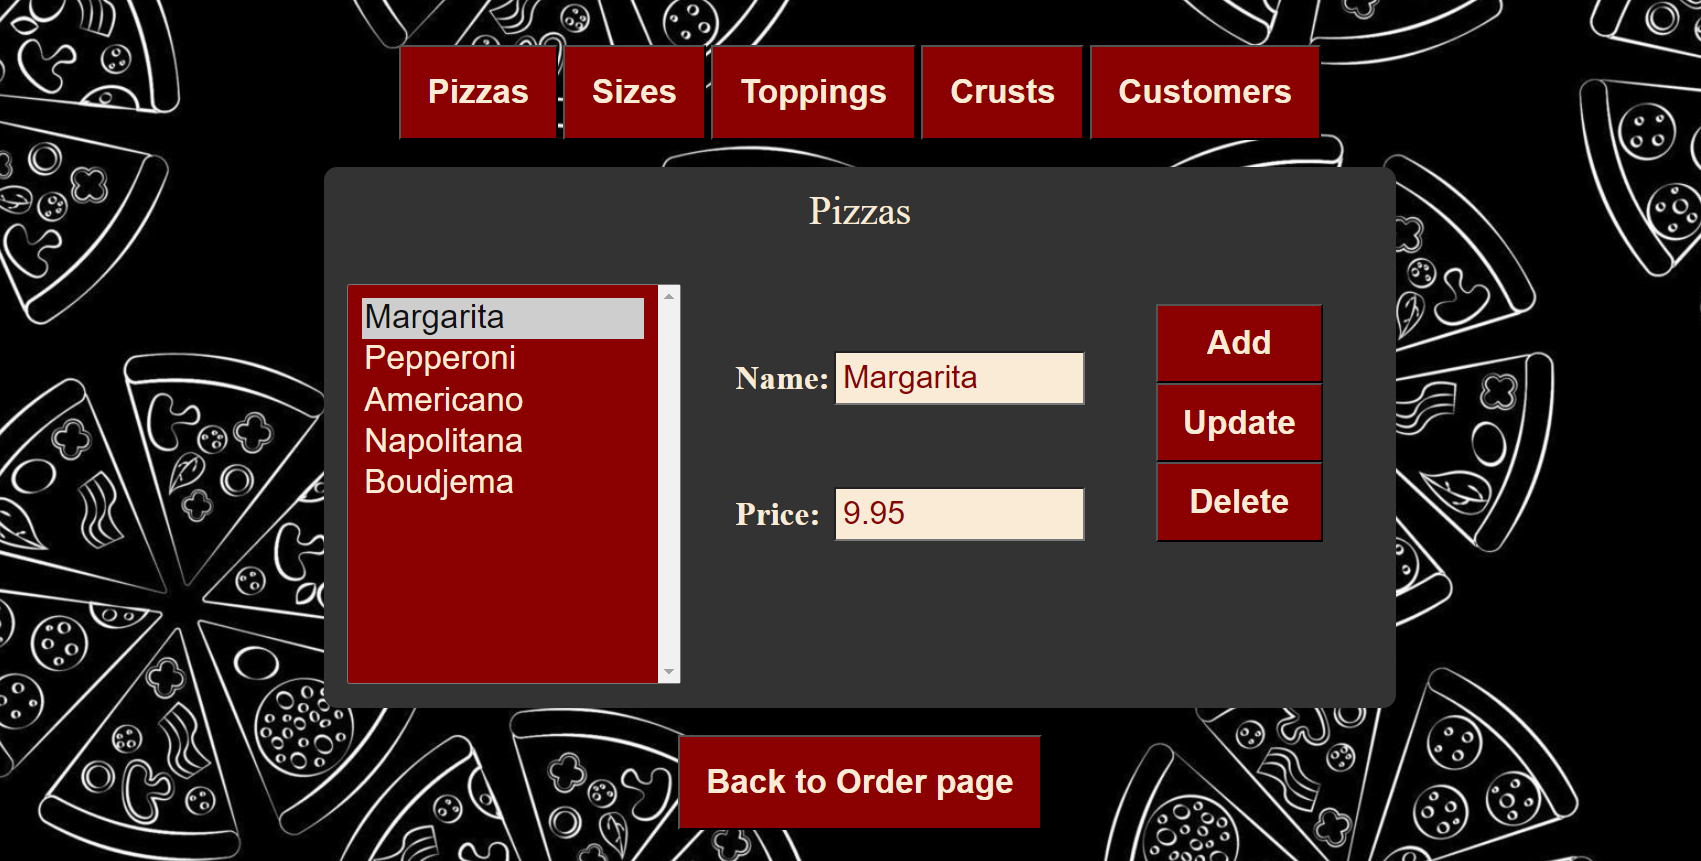 Pizzas Sizes Toppings Crusts Customers
Pizzas
Margarita
Pepperoni
Americano
Napolitana
Boudjema
Name: Margarita
Price: 9.95
Add
Update
Delete
Back to Order page